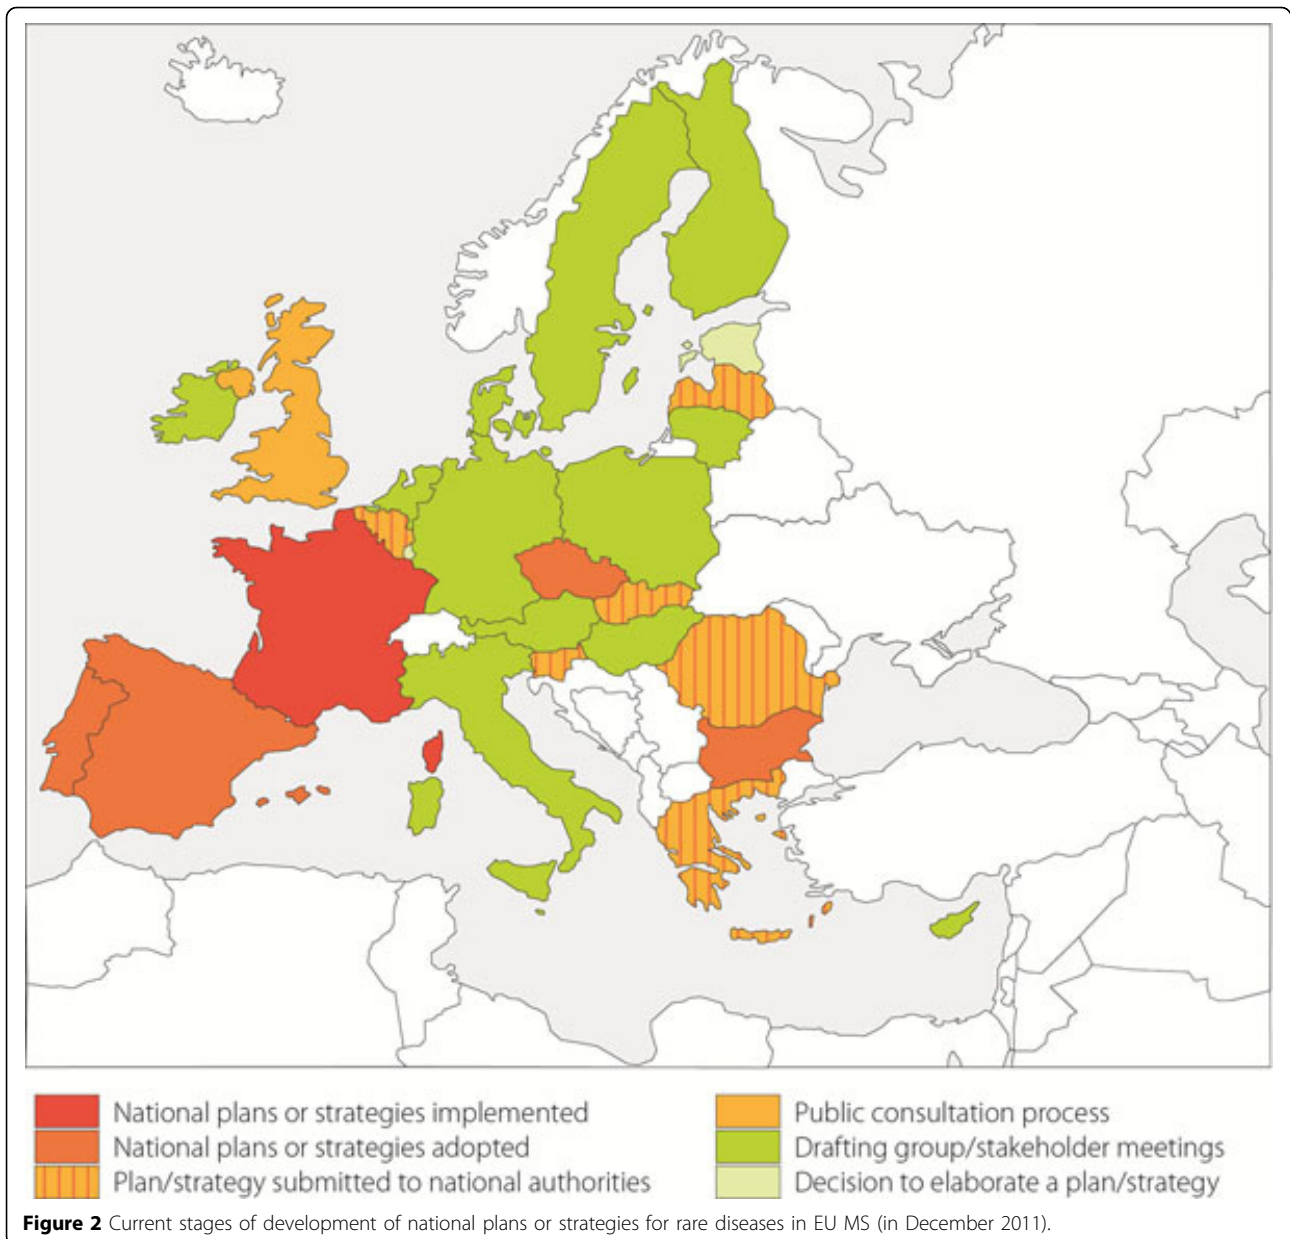 National plans or strategies implemented
National plans or strategies adopted
Plan/strategy submitted to national authorities
Public consultation process
Drafting group/stakeholder meetings
Decision to elaborate a plan/strategy
Figure 2 Current stages of development of national plans or strategies for rare diseases in EU MS (in December 2011).